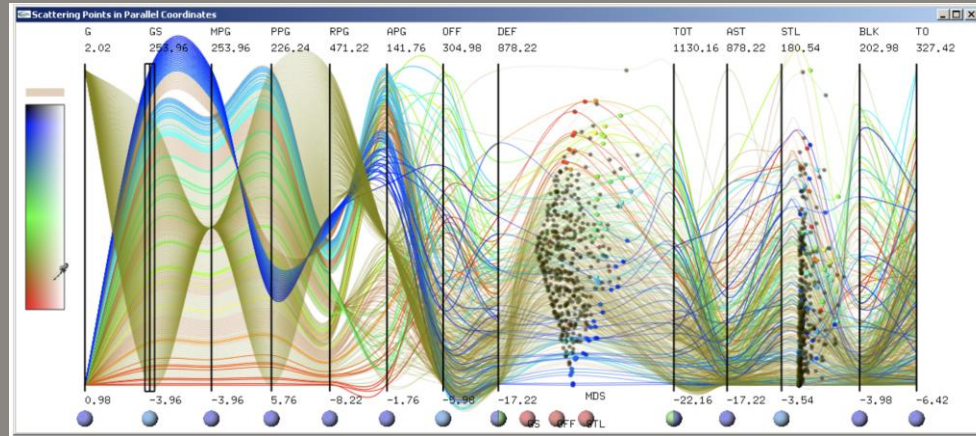 Scattering Points in Parallel Coordinates
G GS MPG PPG RPG APG OFF DEF TOT AST STL BLK TO
2.02 253.96 253.96 226.24 471.22 141.76 304.98 878.22 1130.16 878.22 180.54 202.98 327.42
0.98 -3.96 -3.96 5.76 -8.22 -1.76 -5.98 -17.22 MDS -22.16 -17.22 -3.54 -3.98 -6.42
GS OFF STL